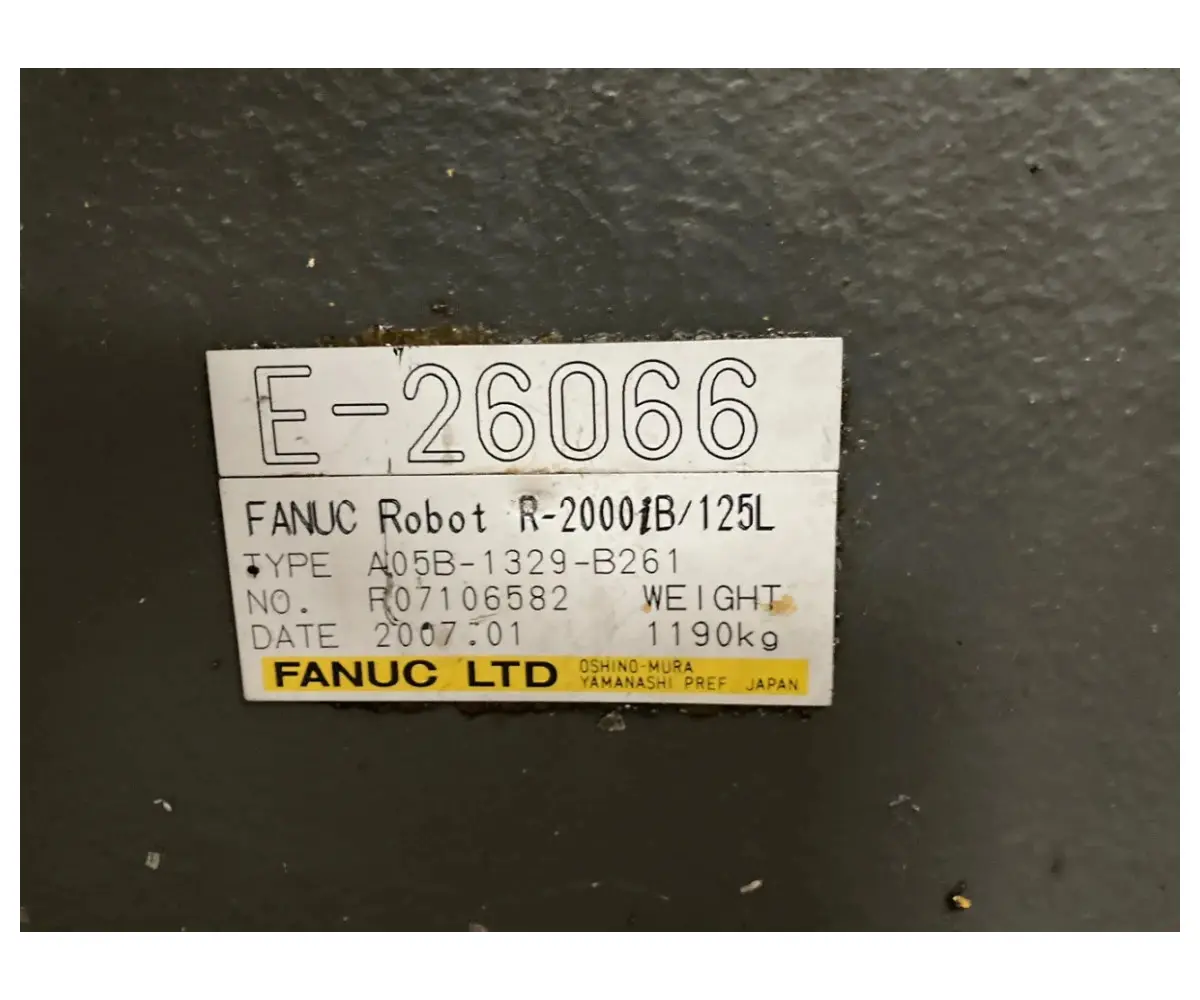 E-26066
FANUC Robot R-2000iB/125L
TYPE A05B-1329-B261
NO. R07106582 WEIGHT
DATE 2007.01 1190kg
FANUC LTD OSHINO-MURA
YAMANASHI PREF JAPAN